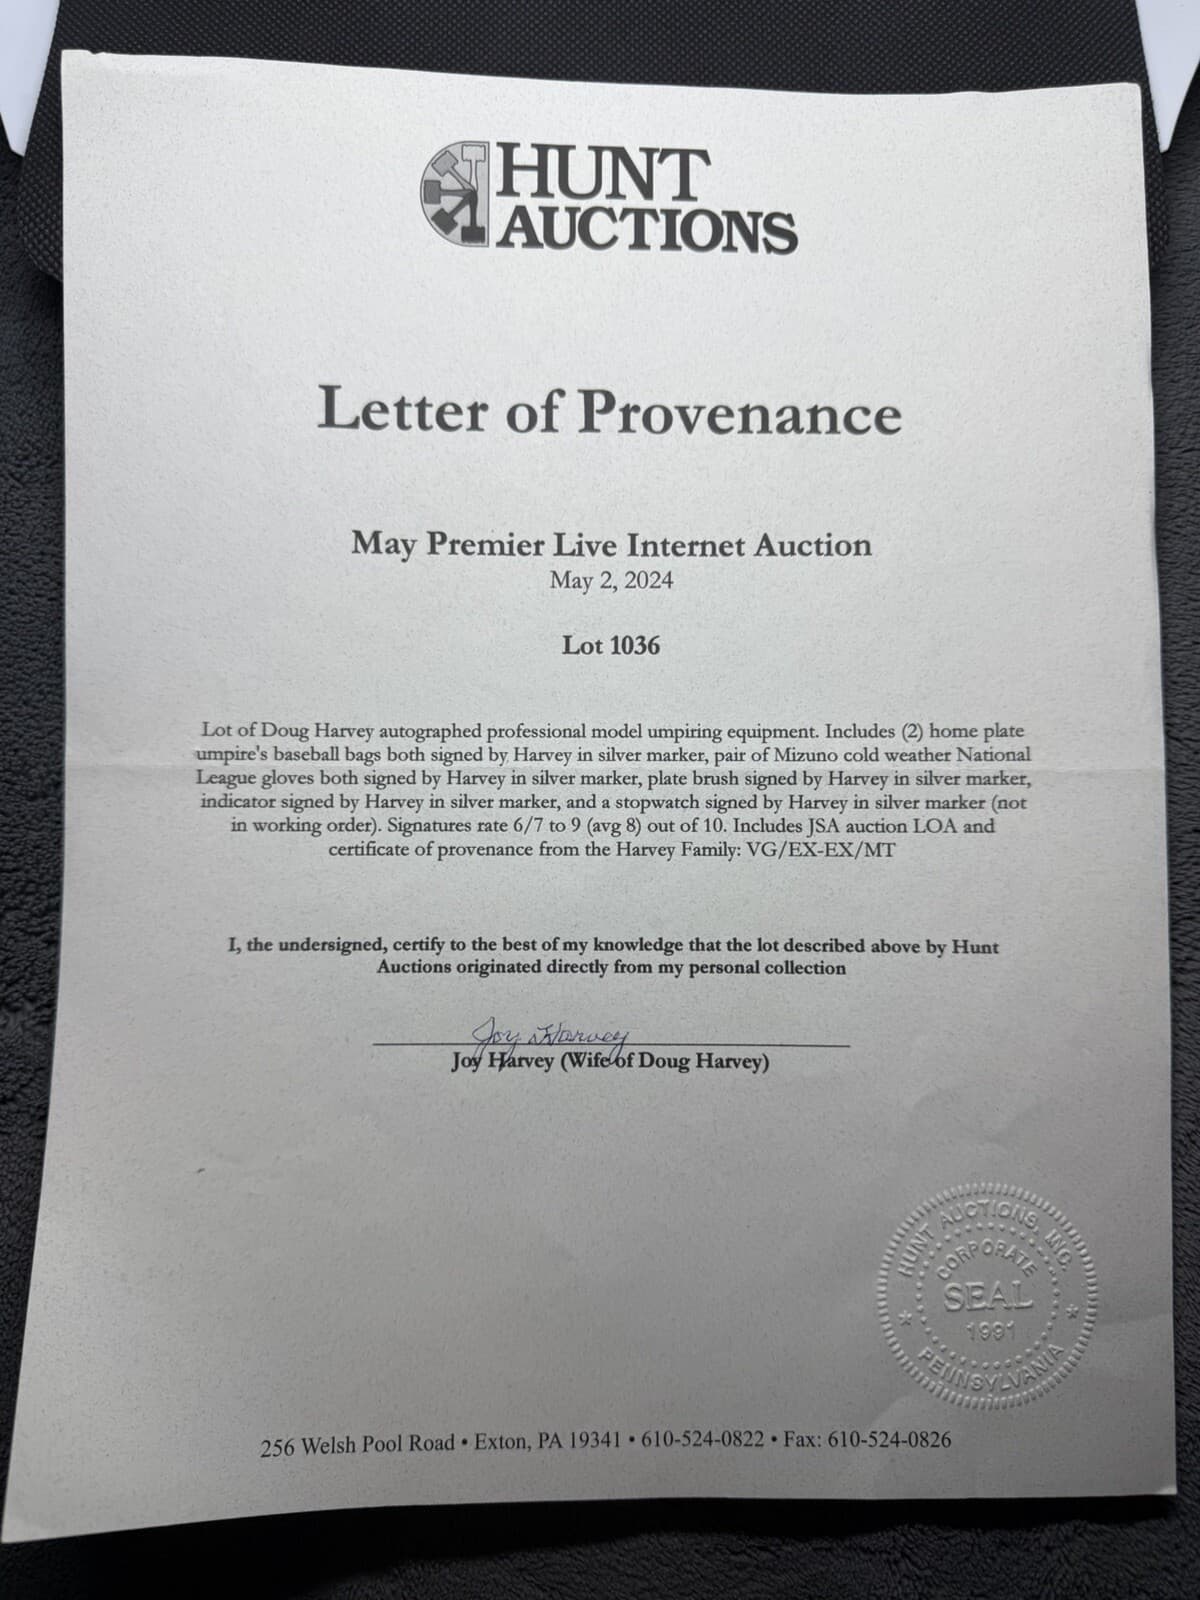 HUNT
AUCTIONS
Letter of Provenance
May Premier Live Internet Auction
May 2, 2024
Lot 1036
Lot of Doug Harvey autographed professional model umpiring equipment. Includes (2) home plate
umpire's baseball bags both signed by Harvey in silver marker, pair of Mizuno cold weather National
League gloves both signed by Harvey in silver marker, plate brush signed by Harvey in silver marker,
indicator signed by Harvey in silver marker, and a stopwatch signed by Harvey in silver marker (not
in working order). Signatures rate 6/7 to 9 (avg 8) out of 10. Includes JSA auction LOA and
certificate of provenance from the Harvey Family: VG/EX-EX/MT
I, the undersigned, certify to the best of my knowledge that the lot described above by Hunt
Auctions originated directly from my personal collection
Joy Harvey
Joy Harvey (Wife of Doug Harvey)
HUNT AUCTIONS, INC.
CORPORATE
SEAL
1991
PENNSYLVANIA
256 Welsh Pool Road • Exton, PA 19341 • 610-524-0822 • Fax: 610-524-0826